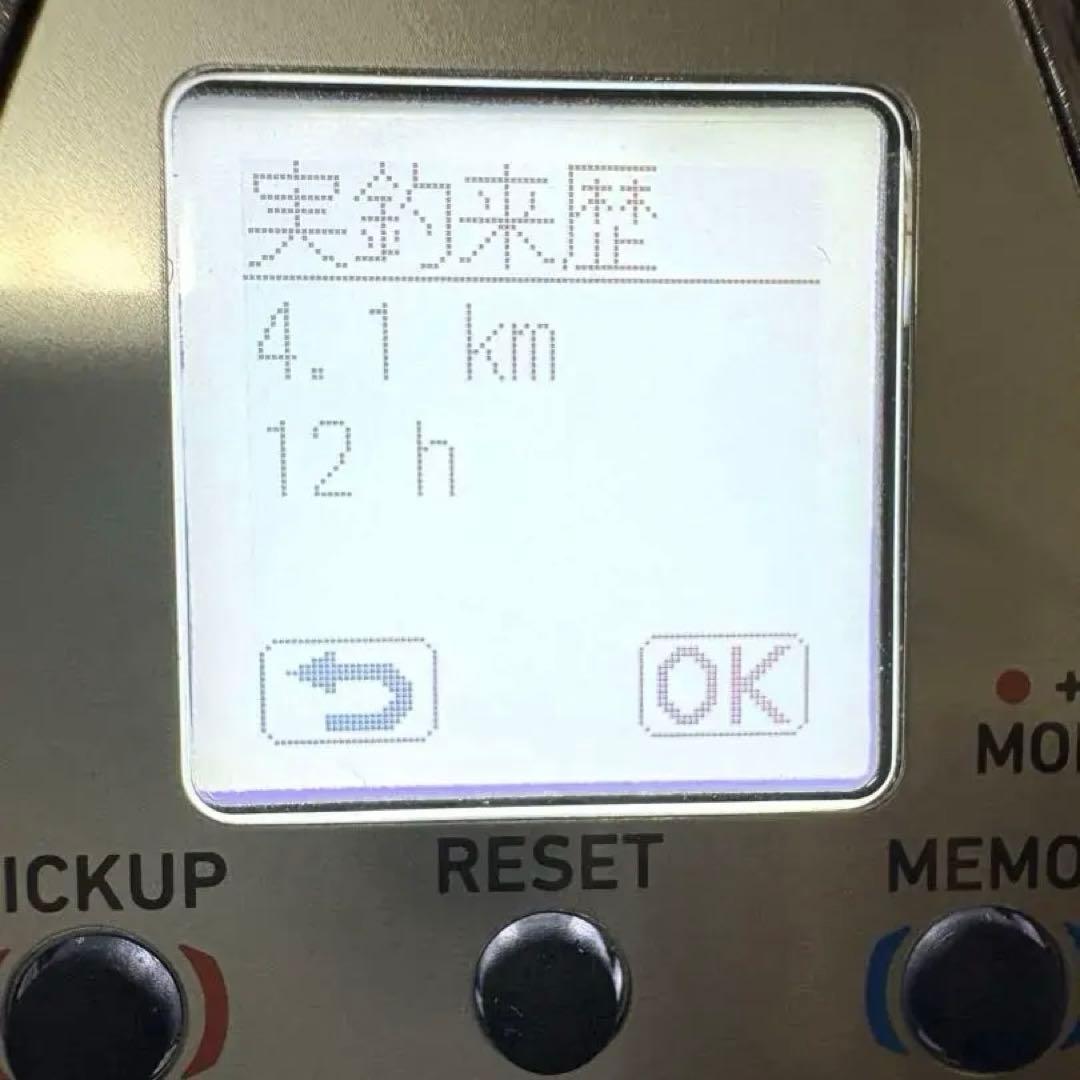 実釣来歴
4.1 km
12 h
OK
MO
ICKUP
RESET
MEMO